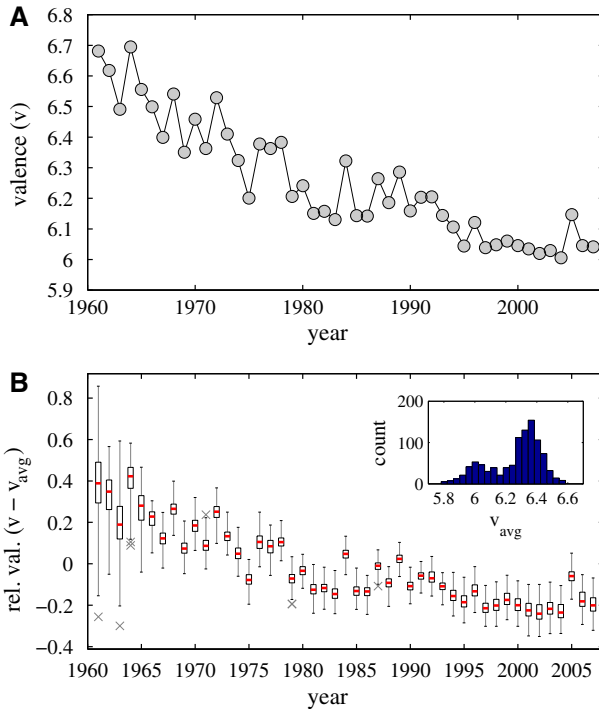 A
6.8
6.7
6.6
6.5
6.4
6.3
6.2
6.1
6
5.9
valence (v)
1960 1970 1980 1990 2000
year
B
0.8
0.6
0.4
0.2
0
−0.2
−0.4
rel. val. (v − v_avg)
200
100
0
count
5.8 6 6.2 6.4 6.6
v_avg
1960 1965 1970 1975 1980 1985 1990 1995 2000 2005
year